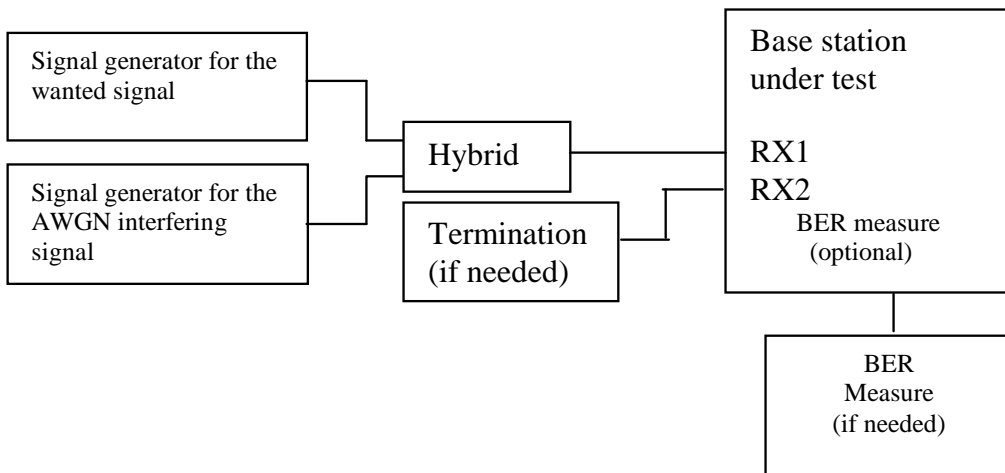 Signal generator for the
wanted signal
Signal generator for the
AWGN interfering
signal
Hybrid
Termination
(if needed)
Base station
under test
RX1
RX2
BER measure
(optional)
BER
Measure
(if needed)